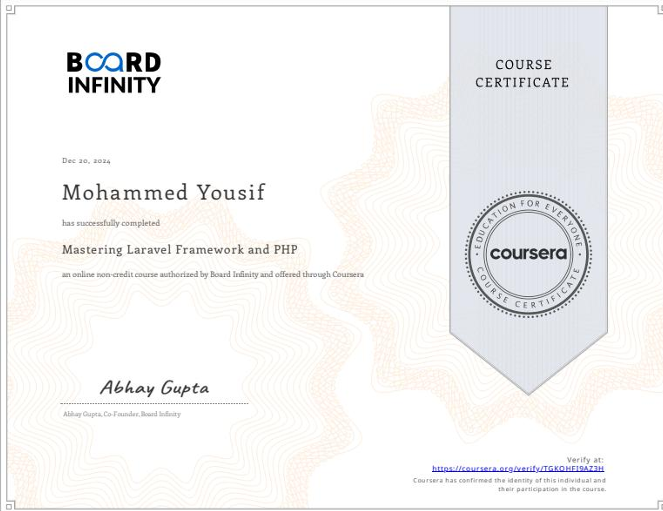 BOARD
INFINITY
COURSE
CERTIFICATE
Dec 20, 2024
Mohammed Yousif
has successfully completed
Mastering Laravel Framework and PHP
an online non-credit course authorized by Board Infinity and offered through Coursera
EDUCATION FOR EVERYONE
coursera
COURSE CERTIFICATE
Abhay Gupta
Abhay Gupta, Co-Founder, Board Infinity
Verify at:
https://coursera.org/verify/TGKOHFI9AZ3H
Coursera has confirmed the identity of this individual and
their participation in the course.